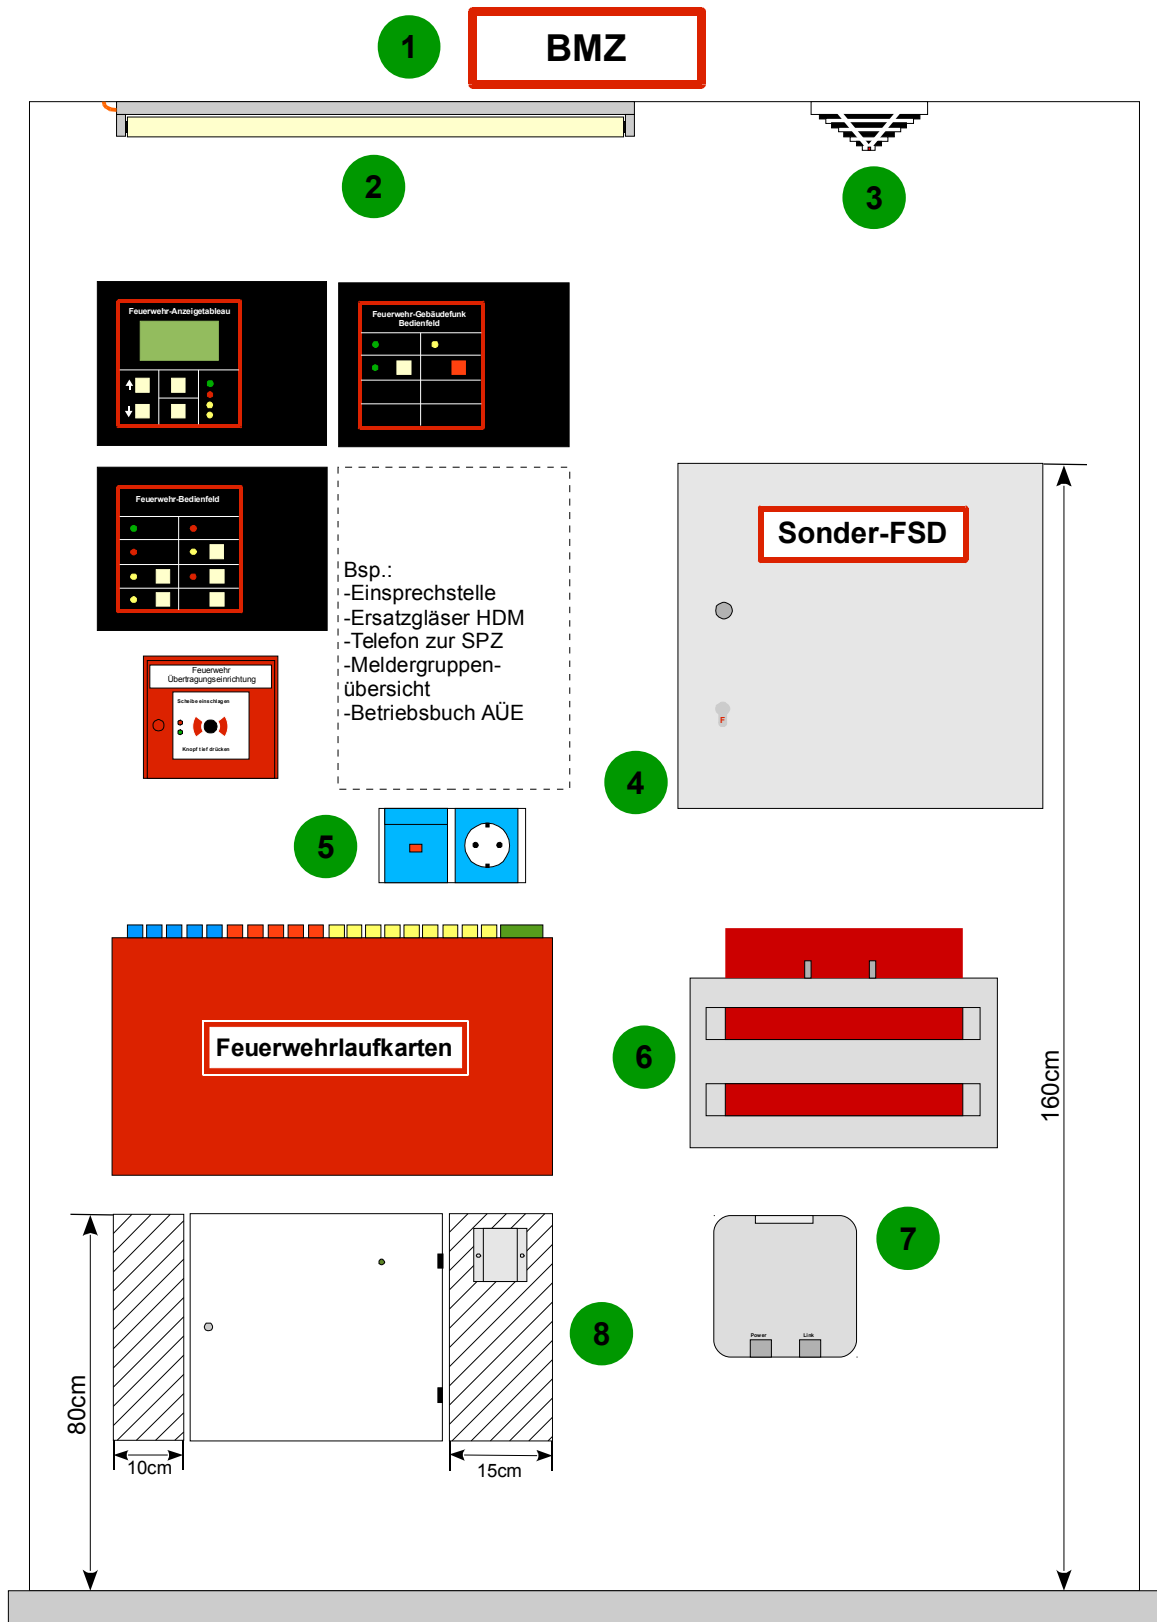 1
BMZ
2
3
Feuerwehr-Anzeigetableau
Feuerwehr-Gebäudefunk
Bedienfeld
Feuerwehr-Bedienfeld
Sonder-FSD
Bsp.:
-Einsprechstelle
-Ersatzgläser HDM
-Telefon zur SPZ
-Meldergruppen-
übersicht
-Betriebsbuch AÜE
Feuerwehr
Übertragungseinrichtung
Scheibe einschlagen
Knopf tief drücken
F
4
5
Feuerwehrlaufkarten
6
160cm
7
Power
Link
8
80cm
10cm
15cm